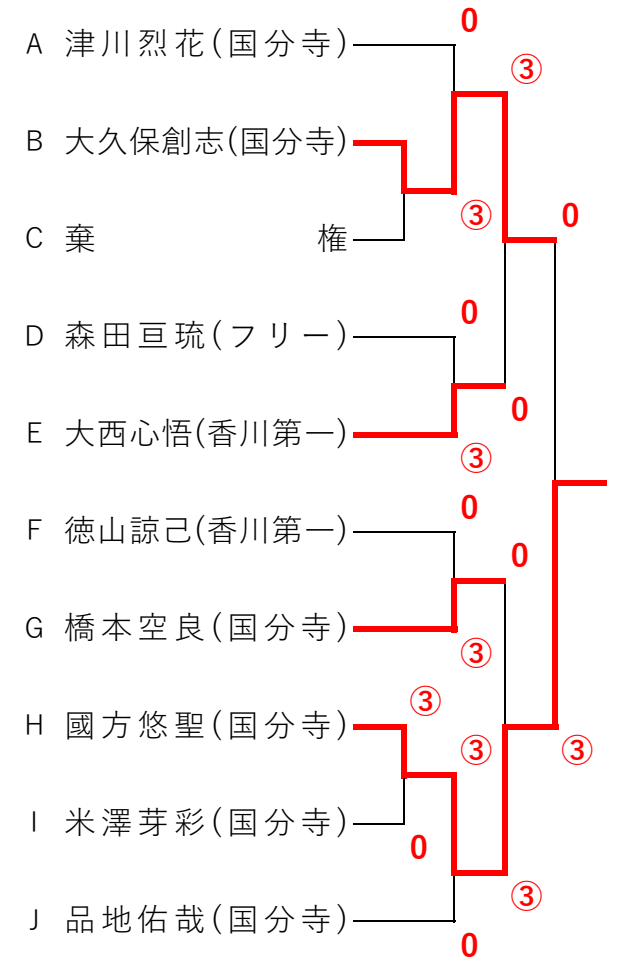 0
A 津川烈花(国分寺)
③
B 大久保創志(国分寺)
③ 0
C 棄 権
0
D 森田亘琉(フリー)
0
E 大西心悟(香川第一)
③
0
F 徳山諒己(香川第一)
0
G 橋本空良(国分寺)
③
③
H 國方悠聖(国分寺)
③ ③
I 米澤芽彩(国分寺)
0
③
J 品地佑哉(国分寺)
0